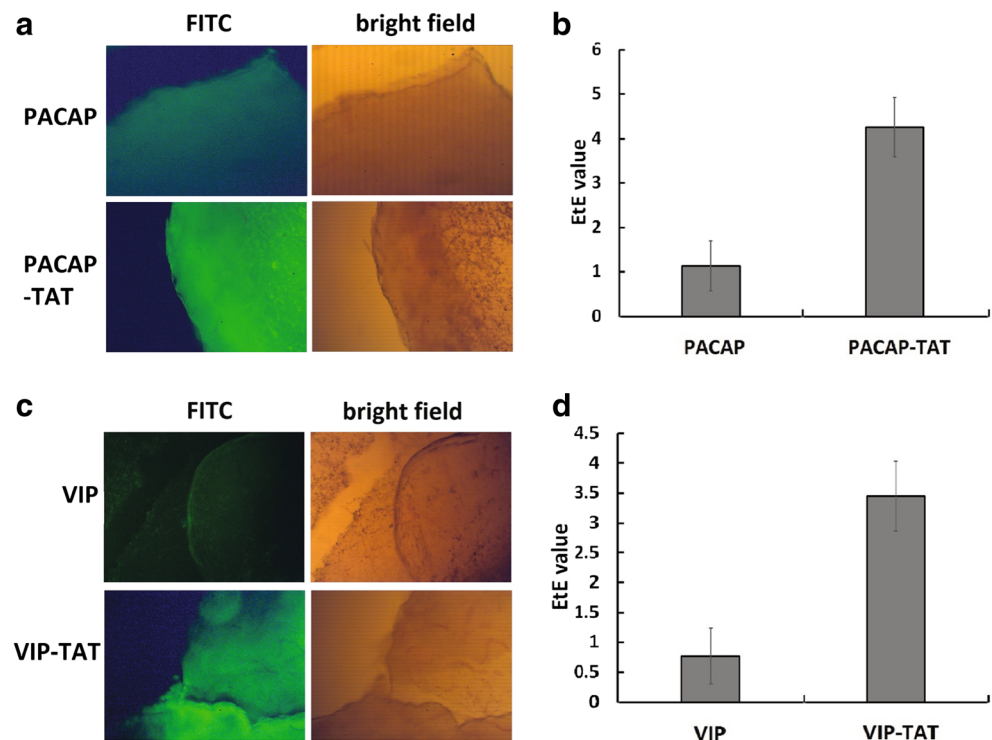 a
FITC
bright field
PACAP
PACAP
-TAT
b
6
5
4
3
2
1
0
EtE value
PACAP
PACAP-TAT
c
FITC
bright field
VIP
VIP-TAT
d
4.5
4
3.5
3
2.5
2
1.5
1
0.5
0
EtE value
VIP
VIP-TAT